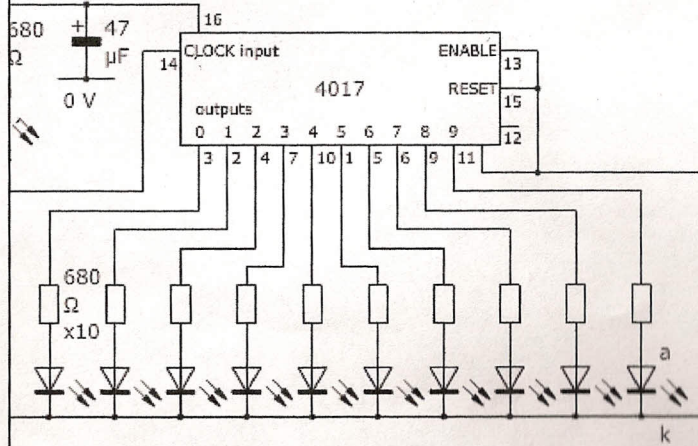 680
Ω
+ 47
µF
0 V
16
14
CLOCK input
ENABLE
13
4017
RESET
15
outputs
12
0 1 2 3 4 5 6 7 8 9
3 2 4 7 10 1 5 6 9 11
680
Ω
x10
a
k